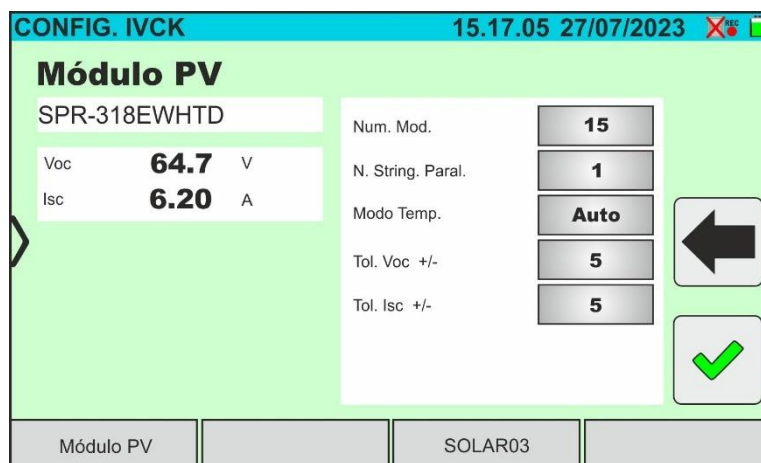 CONFIG. IVCK 15.17.05 27/07/2023 REC
Módulo PV
SPR-318EWHTD
Voc 64.7 V
Isc 6.20 A
Num. Mod. 15
N. String. Paral. 1
Modo Temp. Auto
Tol. Voc +/- 5
Tol. Isc +/- 5
Módulo PV SOLAR03